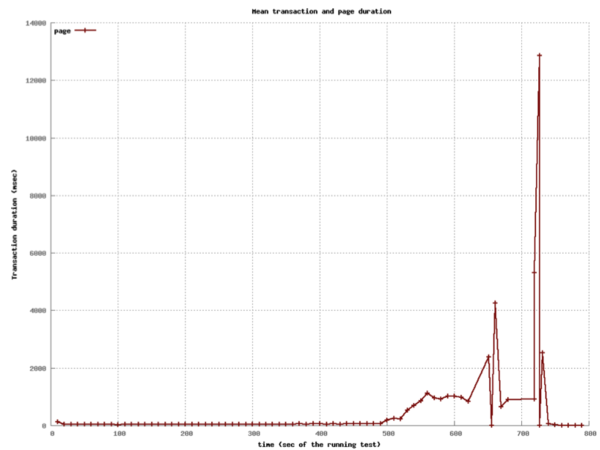 Mean transaction and page duration
page
14000
12000
10000
8000
6000
4000
2000
0
Transaction duration (msec)
0 100 200 300 400 500 600 700 800
time (sec of the running test)